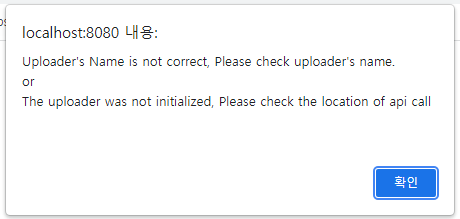 localhost:8080 내용:
Uploader's Name is not correct, Please check uploader's name.
or
The uploader was not initialized, Please check the location of api call
확인